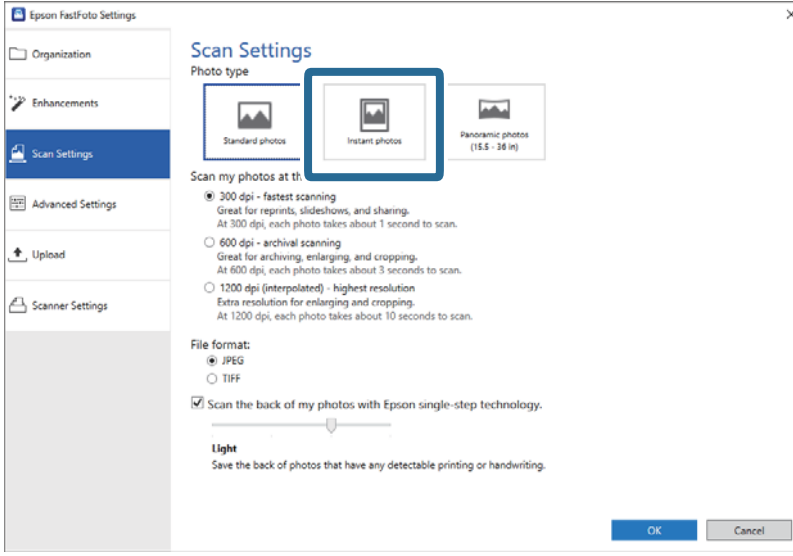 Epson FastFoto Settings
Organization
Enhancements
Scan Settings
Advanced Settings
Upload
Scanner Settings
Scan Settings
Photo type
Standard photos
Instant photos
Panoramic photos
(15.5 - 36 in)
Scan my photos at
300 dpi - fastest scanning
Great for reprints, slideshows, and sharing.
At 300 dpi, each photo takes about 1 second to scan.
600 dpi - archival scanning
Great for archiving, enlarging, and cropping.
At 600 dpi, each photo takes about 3 seconds to scan.
1200 dpi (interpolated) - highest resolution
Extra resolution for enlarging and cropping.
At 1200 dpi, each photo takes about 10 seconds to scan.
File format:
JPEG
TIFF
Scan the back of my photos with Epson single-step technology.
Light
Save the back of photos that have any detectable printing or handwriting.
OK
Cancel